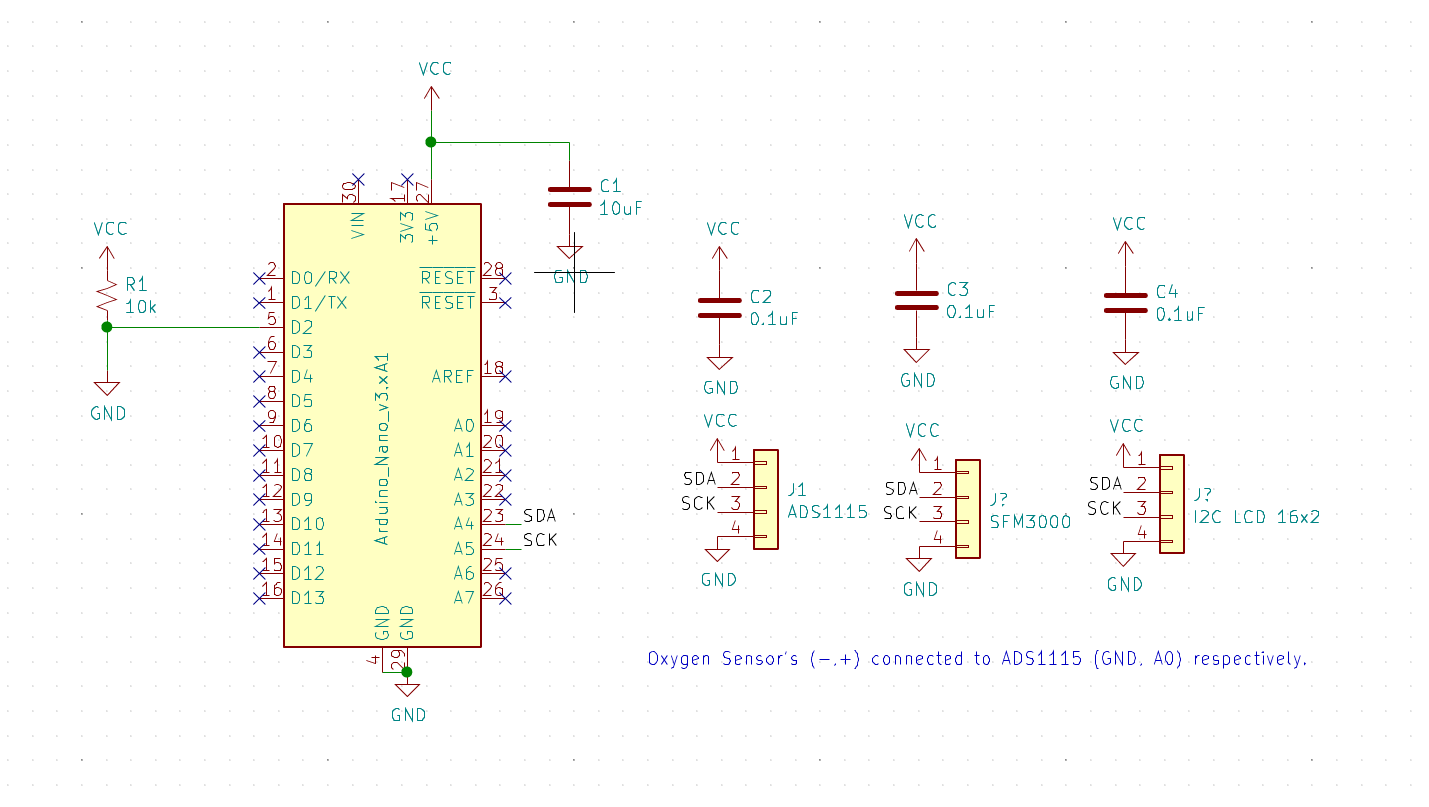 VCC
C1
10uF
GND
30
17
27
VIN
3V3
+5V
VCC
R1
10k
GND
2 D0/RX
1 D1/TX
5 D2
6 D3
7 D4
8 D5
9 D6
10 D7
11 D8
12 D9
13 D10
14 D11
15 D12
16 D13
Arduino_Nano_v3.xA1
RESET 28
RESET 3
AREF 18
A0 19
A1 20
A2 21
A3 22
A4 23 SDA
A5 24 SCK
A6 25
A7 26
GND
GND
4
29
GND
VCC
C2
0.1uF
GND
VCC
C3
0.1uF
GND
VCC
C4
0.1uF
GND
VCC
1
SDA 2
SCK 3
4
J1
ADS1115
GND
VCC
1
SDA 2
SCK 3
4
J?
SFM3000
GND
VCC
1
SDA 2
SCK 3
4
J?
I2C LCD 16x2
GND
Oxygen Sensor's (-,+) connected to ADS1115 (GND, A0) respectively.